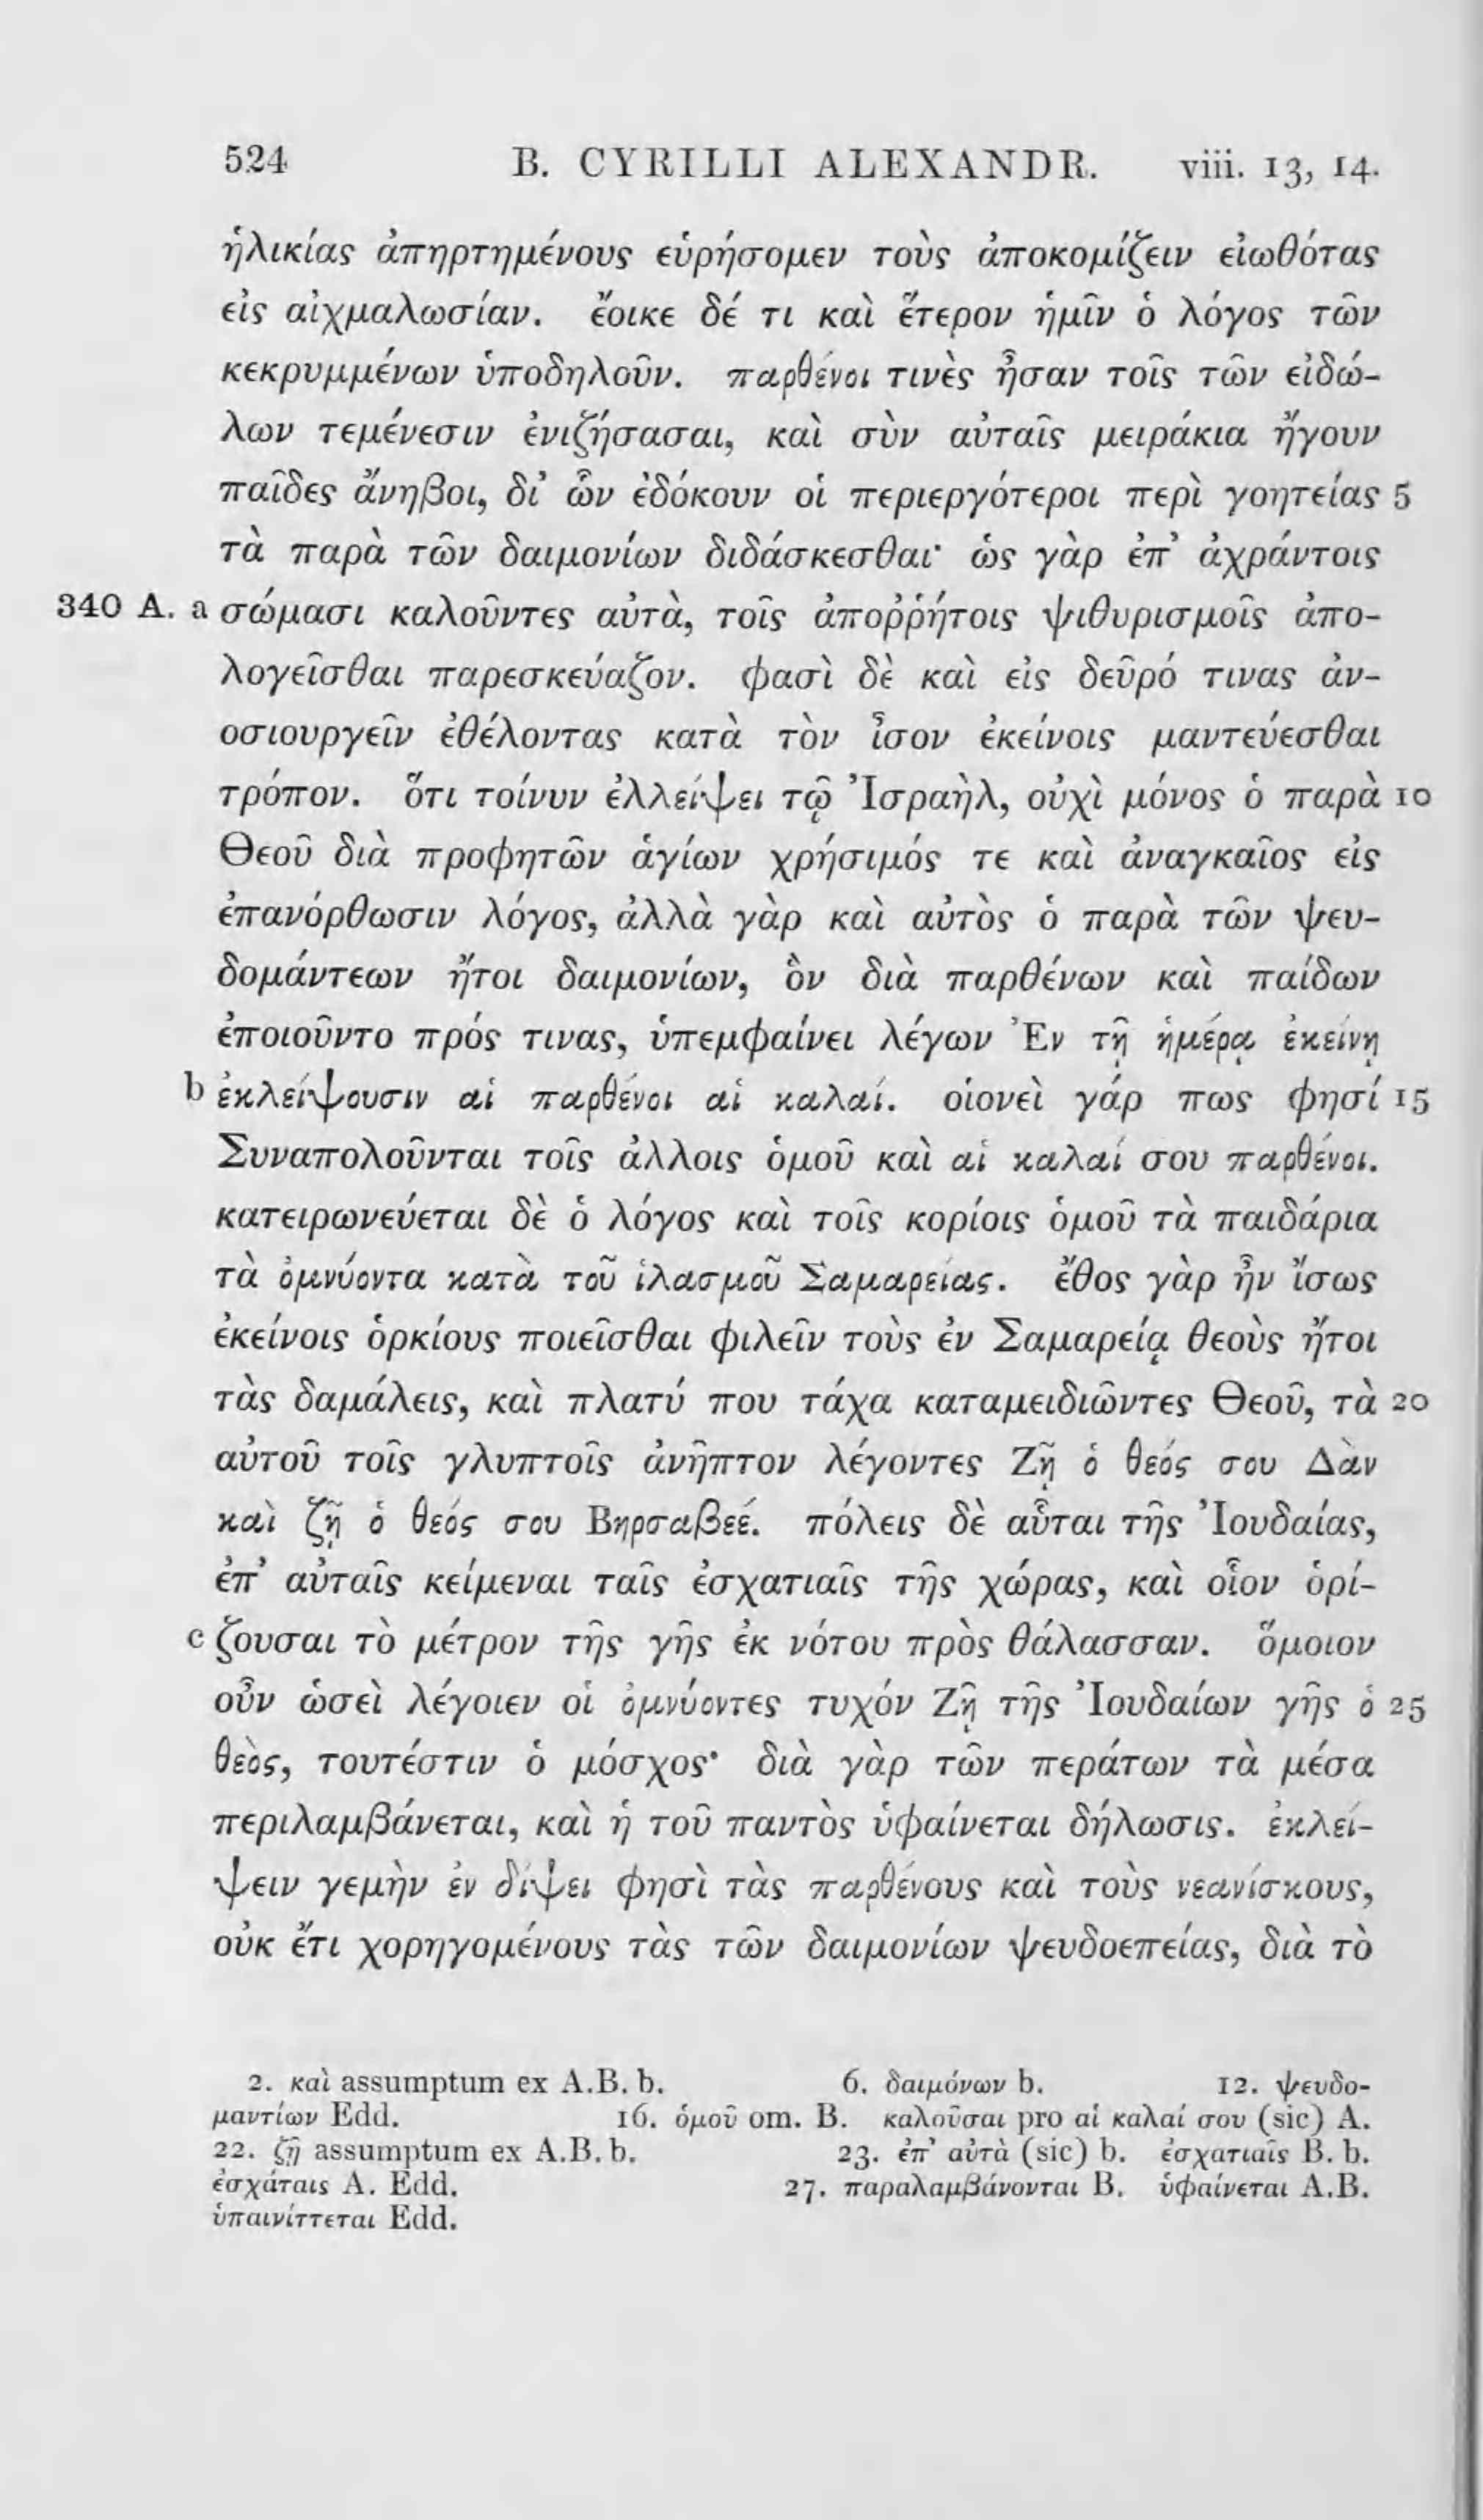 524 B. CYRILLI ALEXANDR. viii. 13, 14.
ἡλικίας ἀπηρτημένους εὑρήσομεν τοὺς ἀποκομίζειν εἰωθότας
εἰς αἰχμαλωσίαν. ἔοικε δέ τι καὶ ἕτερον ἡμῖν ὁ λόγος τῶν
κεκρυμμένων ὑποδηλοῦν. παρθένοι τινὲς ἦσαν τοῖς τῶν εἰδώ-
λων τεμένεσιν ἐνιζήσασαι, καὶ σὺν αὐταῖς μειράκια ἤγουν
παῖδες ἄνηβοι, δι’ ὧν ἐδόκουν οἱ περιεργότεροι περὶ γοητείας 5
τὰ παρὰ τῶν δαιμονίων διδάσκεσθαι· ὡς γὰρ ἐπ’ ἀχράντοις
340 A. a σώμασι καλοῦντες αὐτὰ, τοῖς ἀποῤῥήτοις ψιθυρισμοῖς ἀπο-
λογεῖσθαι παρεσκεύαζον. φασὶ δὲ καὶ εἰς δεῦρό τινας ἀν-
οσιουργεῖν ἐθέλοντας κατὰ τὸν ἶσον ἐκείνοις μαντεύεσθαι
τρόπον. ὅτι τοίνυν ἐλλείψει τῷ Ἰσραὴλ, οὐχὶ μόνος ὁ παρὰ 10
Θεοῦ διὰ προφητῶν ἁγίων χρήσιμός τε καὶ ἀναγκαῖος εἰς
ἐπανόρθωσιν λόγος, ἀλλὰ γὰρ καὶ αὐτὸς ὁ παρὰ τῶν ψευ-
δομάντεων ἤτοι δαιμονίων, ὃν διὰ παρθένων καὶ παίδων
ἐποιοῦντο πρός τινας, ὑπεμφαίνει λέγων Ἐν τῇ ἡμέρᾳ ἐκείνῃ
b ἐκλείψουσιν αἱ παρθένοι αἱ καλαί. οἱονεὶ γάρ πως φησί 15
Συναπολοῦνται τοῖς ἄλλοις ὁμοῦ καὶ αἱ καλαί σου παρθένοι.
κατειρωνεύεται δὲ ὁ λόγος καὶ τοῖς κορίοις ὁμοῦ τὰ παιδάρια
τὰ ὀμνύοντα κατὰ τοῦ ἱλασμοῦ Σαμαρείας. ἔθος γὰρ ἦν ἴσως
ἐκείνοις ὁρκίους ποιεῖσθαι φιλεῖν τοὺς ἐν Σαμαρείᾳ θεοὺς ἤτοι
τὰς δαμάλεις, καὶ πλατύ που τάχα καταμειδιῶντες Θεοῦ, τὰ 20
αὐτοῦ τοῖς γλυπτοῖς ἀνῆπτον λέγοντες Ζῇ ὁ θεός σου Δὰν
καὶ ζῇ ὁ θεός σου Βηρσαβεέ. πόλεις δὲ αὗται τῆς Ἰουδαίας,
ἐπ’ αὐταῖς κείμεναι ταῖς ἐσχατιαῖς τῆς χώρας, καὶ οἷον ὁρί-
c ζουσαι τὸ μέτρον τῆς γῆς ἐκ νότου πρὸς θάλασσαν. ὅμοιον
οὖν ὡσεὶ λέγοιεν οἱ ὀμνύοντες τυχόν Ζῇ τῆς Ἰουδαίων γῆς ὁ 25
θεὸς, τουτέστιν ὁ μόσχος· διὰ γὰρ τῶν περάτων τὰ μέσα
περιλαμβάνεται, καὶ ἡ τοῦ παντὸς ὑφαίνεται δήλωσις. ἐκλεί-
ψειν γεμὴν ἐν δίψει φησὶ τὰς παρθένους καὶ τοὺς νεανίσκους,
οὐκ ἔτι χορηγομένους τὰς τῶν δαιμονίων ψευδοεπείας, διὰ τὸ
2. καὶ assumptum ex A.B. b. 6. δαιμόνων b. 12. ψευδο-
μαντίων Edd. 16. ὁμοῦ om. B. καλοῦσαι pro αἱ καλαί σου (sic) A.
22. ζῇ assumptum ex A.B. b. 23. ἐπ’ αὐτὰ (sic) b. ἐσχατιαῖς B. b.
ἐσχάταις A. Edd. 27. παραλαμβάνονται B. ὑφαίνεται A.B.
ὑπαινίττεται Edd.